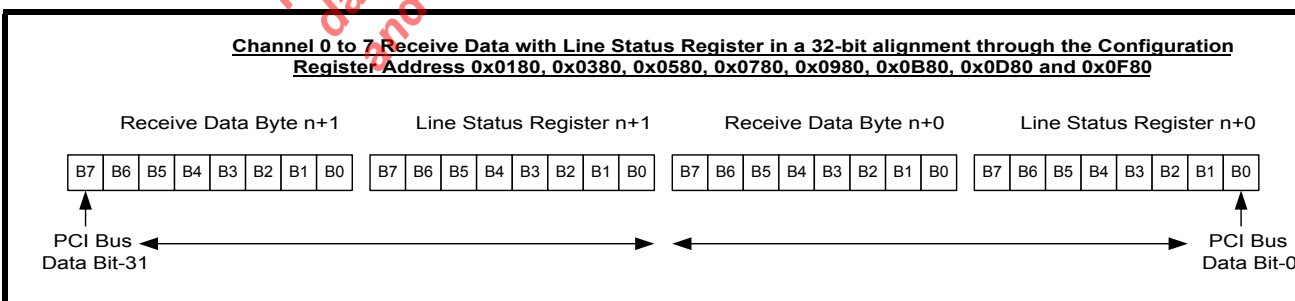 da
and
Channel 0 to 7 Receive Data with Line Status Register in a 32-bit alignment through the Configuration
Register Address 0x0180, 0x0380, 0x0580, 0x0780, 0x0980, 0x0B80, 0x0D80 and 0x0F80
Receive Data Byte n+1 Line Status Register n+1 Receive Data Byte n+0 Line Status Register n+0
B7 B6 B5 B4 B3 B2 B1 B0 B7 B6 B5 B4 B3 B2 B1 B0 B7 B6 B5 B4 B3 B2 B1 B0 B7 B6 B5 B4 B3 B2 B1 B0
PCI Bus PCI Bus
Data Bit-31 Data Bit-0